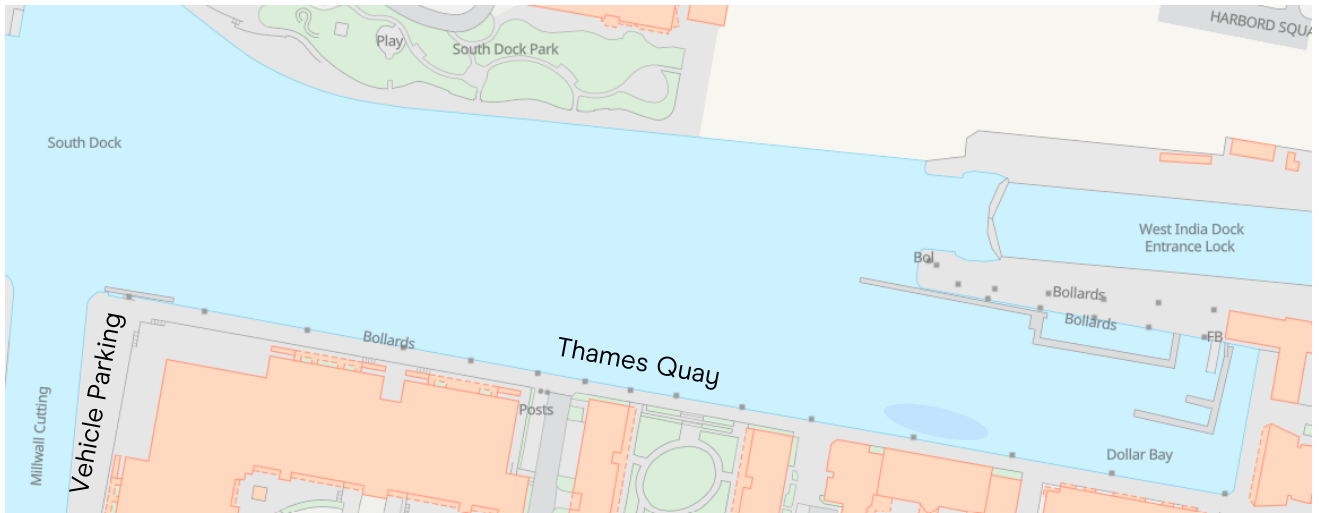 HARBORD SQUA
Play
South Dock Park
South Dock
West India Dock
Entrance Lock
Bol
Bollards
Bollards
FB
Vehicle Parking
Bollards
Thames Quay
Posts
Millwall Cutting
Dollar Bay